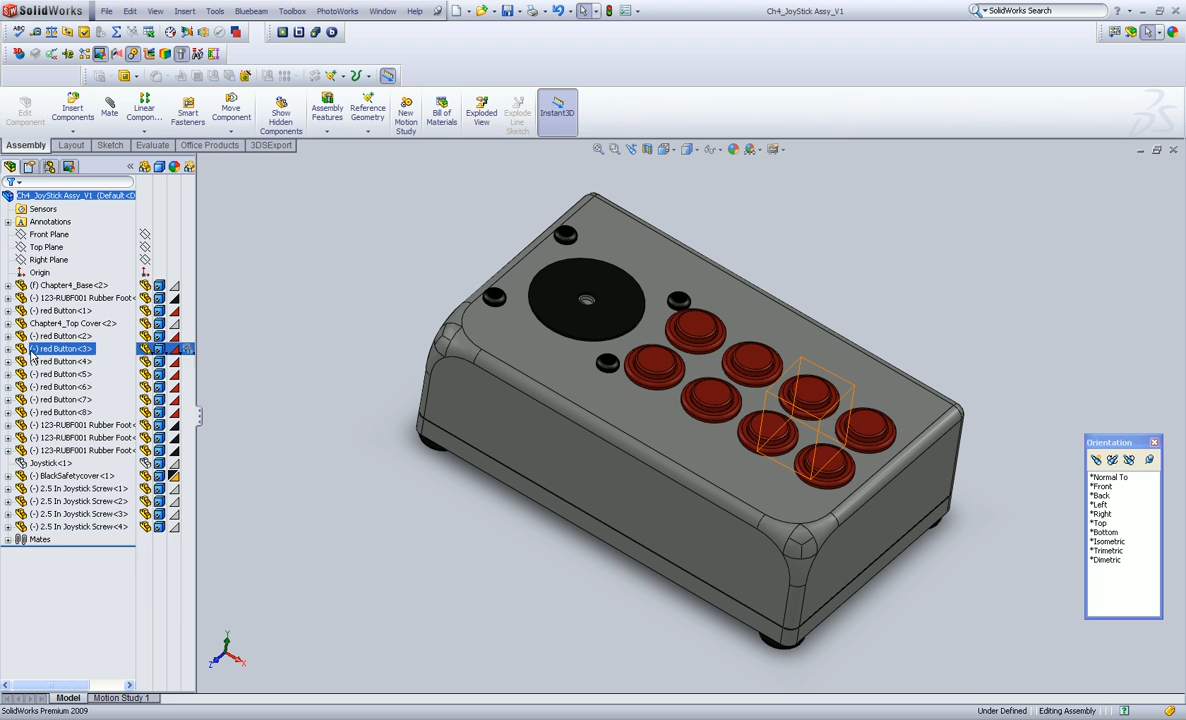 SolidWorks
File Edit View Insert Tools Toolbox Bluebeam PhotoWorks Window Help
Ch4_JoyStick Assy_V1
SolidWorks Search
Edit Component
Insert Components
Mate
Linear Compon...
Smart Fasteners
Move Component
Show Hidden Components
Assembly Features
Reference Geometry
New Motion Study
Bill of Materials
Exploded View
Explode Line Sketch
Instant3D
Assembly Layout Sketch Evaluate Office Products 3DSExport
Ch4_JoyStick Assy_V1 (Default<D
Sensors
Annotations
Front Plane
Top Plane
Right Plane
Origin
(f) Chapter4_Base<2>
(-) 123-RUBF001 Rubber Foot<
(-) red Button<1>
Chapter4_Top Cover<2>
(-) red Button<2>
(-) red Button<3>
red Button<4>
(-) red Button<5>
(-) red Button<6>
(-) red Button<7>
(-) red Button<8>
(-) 123-RUBF001 Rubber Foot<
(-) 123-RUBF001 Rubber Foot<
(-) 123-RUBF001 Rubber Foot<
Joystick<1>
(-) BlackSafetycover<1>
(-) 2.5 In Joystick Screw<1>
(-) 2.5 In Joystick Screw<2>
(-) 2.5 In Joystick Screw<3>
(-) 2.5 In Joystick Screw<4>
Mates
Orientation
*Normal To
*Front
*Back
*Left
*Right
*Top
*Bottom
*Isometric
*Trimetric
*Dimetric
Y
Z
X
Model Motion Study 1
SolidWorks Premium 2009
Under Defined Editing Assembly